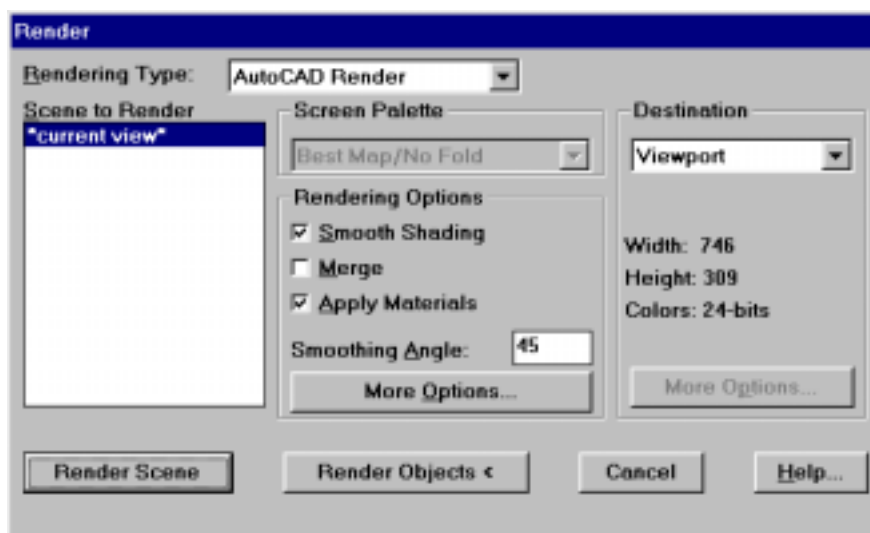 Render
Rendering Type: AutoCAD Render
Scene to Render
*current view*
Screen Palette
Best Map/No Fold
Rendering Options
Smooth Shading
Merge
Apply Materials
Smoothing Angle: 45
More Options...
Destination
Viewport
Width: 746
Height: 309
Colors: 24-bits
More Options...
Render Scene
Render Objects <
Cancel
Help...